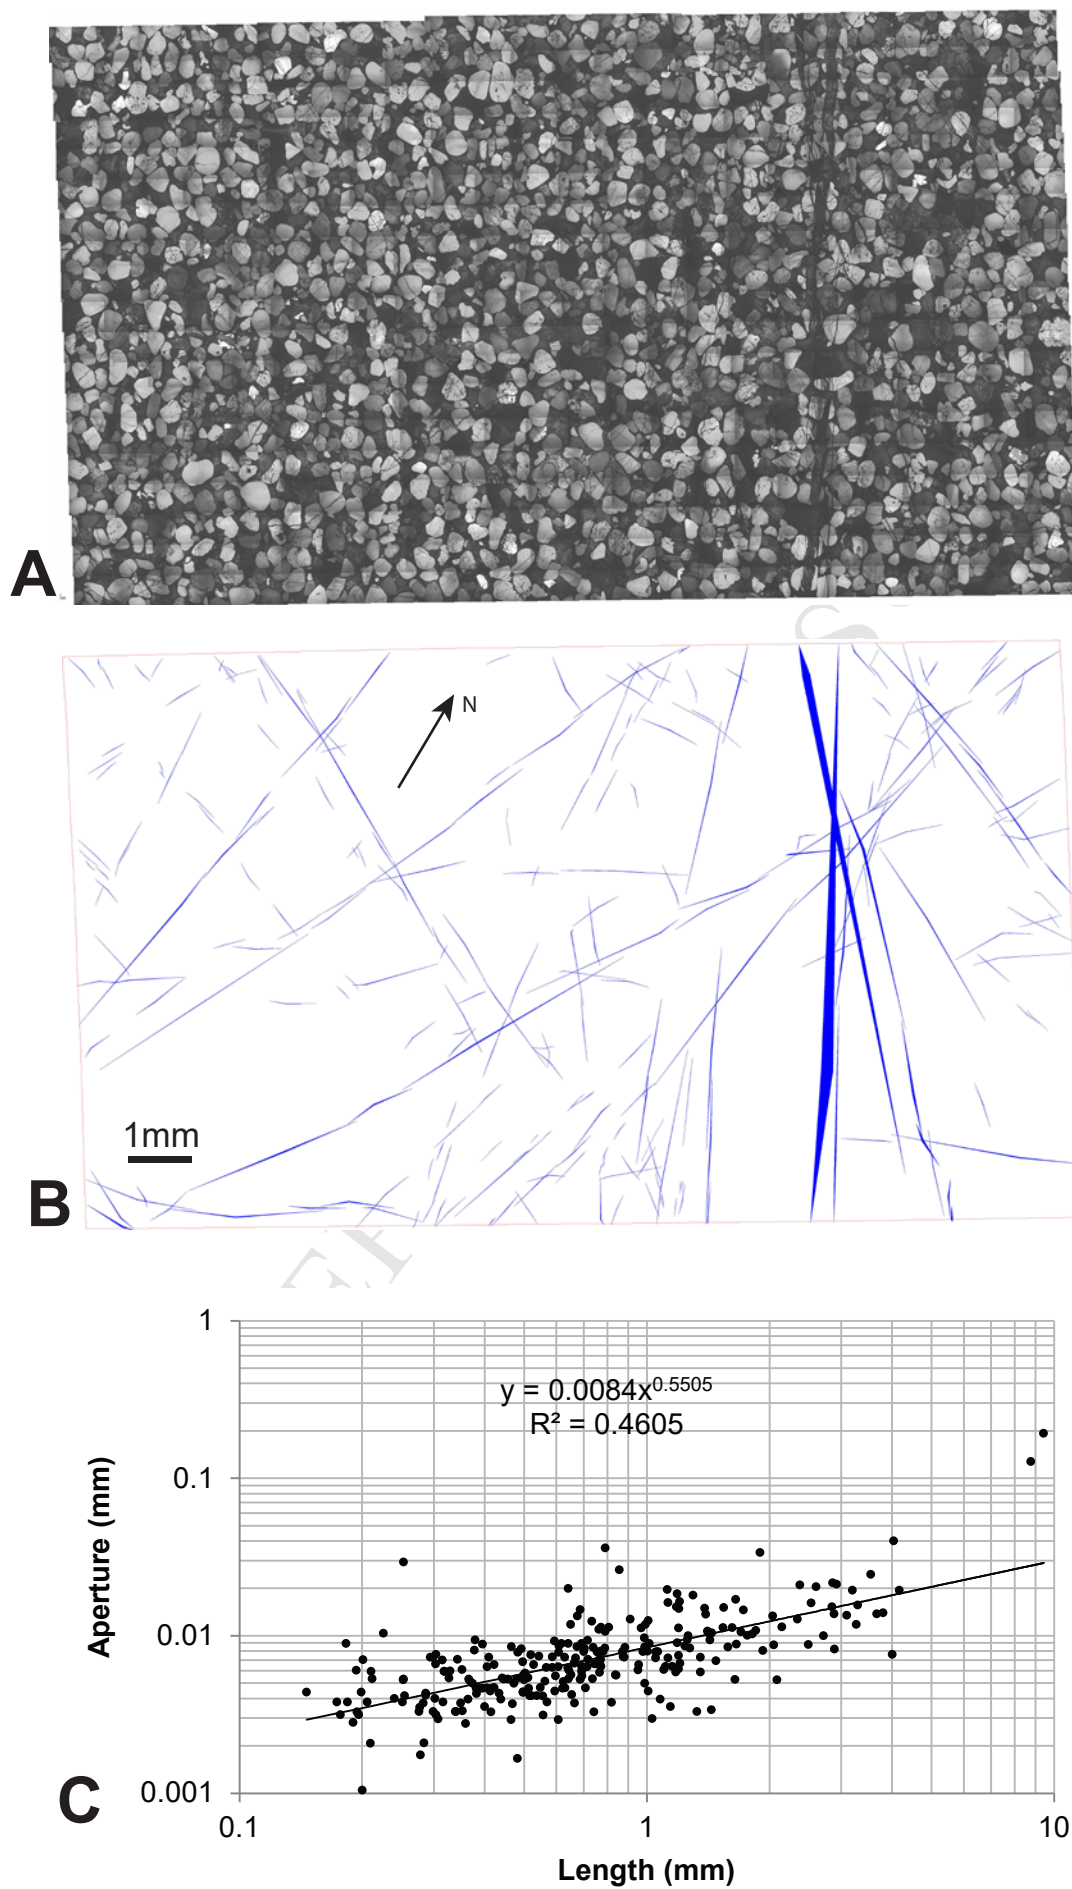 A
N
1mm
B
1
y = 0.0084x^0.5505
R² = 0.4605
0.1
Aperture (mm)
0.01
0.001
C
0.1
1
10
Length (mm)